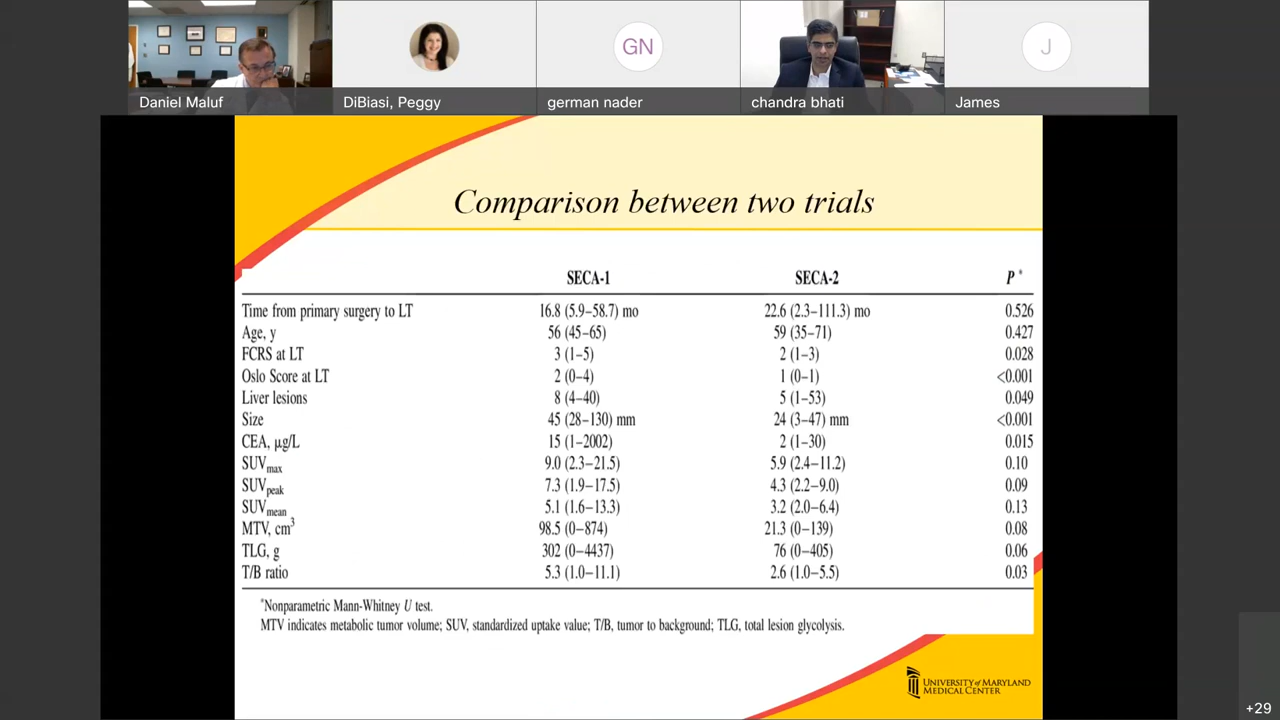 Daniel Maluf
DiBiasi, Peggy
GN
german nader
chandra bhati
J
James
Comparison between two trials
SECA-1 SECA-2 P *
Time from primary surgery to LT 16.8 (5.9–58.7) mo 22.6 (2.3–111.3) mo 0.526
Age, y 56 (45–65) 59 (35–71) 0.427
FCRS at LT 3 (1–5) 2 (1–3) 0.028
Oslo Score at LT 2 (0–4) 1 (0–1) <0.001
Liver lesions 8 (4–40) 5 (1–53) 0.049
Size 45 (28–130) mm 24 (3–47) mm <0.001
CEA, μg/L 15 (1–2002) 2 (1–30) 0.015
SUVmax 9.0 (2.3–21.5) 5.9 (2.4–11.2) 0.10
SUVpeak 7.3 (1.9–17.5) 4.3 (2.2–9.0) 0.09
SUVmean 5.1 (1.6–13.3) 3.2 (2.0–6.4) 0.13
MTV, cm³ 98.5 (0–874) 21.3 (0–139) 0.08
TLG, g 302 (0–4437) 76 (0–405) 0.06
T/B ratio 5.3 (1.0–11.1) 2.6 (1.0–5.5) 0.03
*Nonparametric Mann-Whitney U test.
MTV indicates metabolic tumor volume; SUV, standardized uptake value; T/B, tumor to background; TLG, total lesion glycolysis.
UNIVERSITY of MARYLAND
MEDICAL CENTER
+29